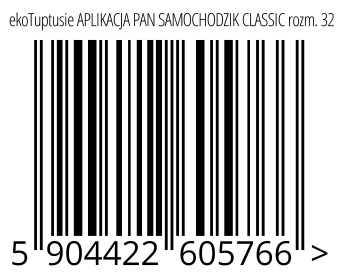 ekoTuptusie APLIKACJA PAN SAMOCHODZIK CLASSIC rozm. 32
5 904422 605766 >